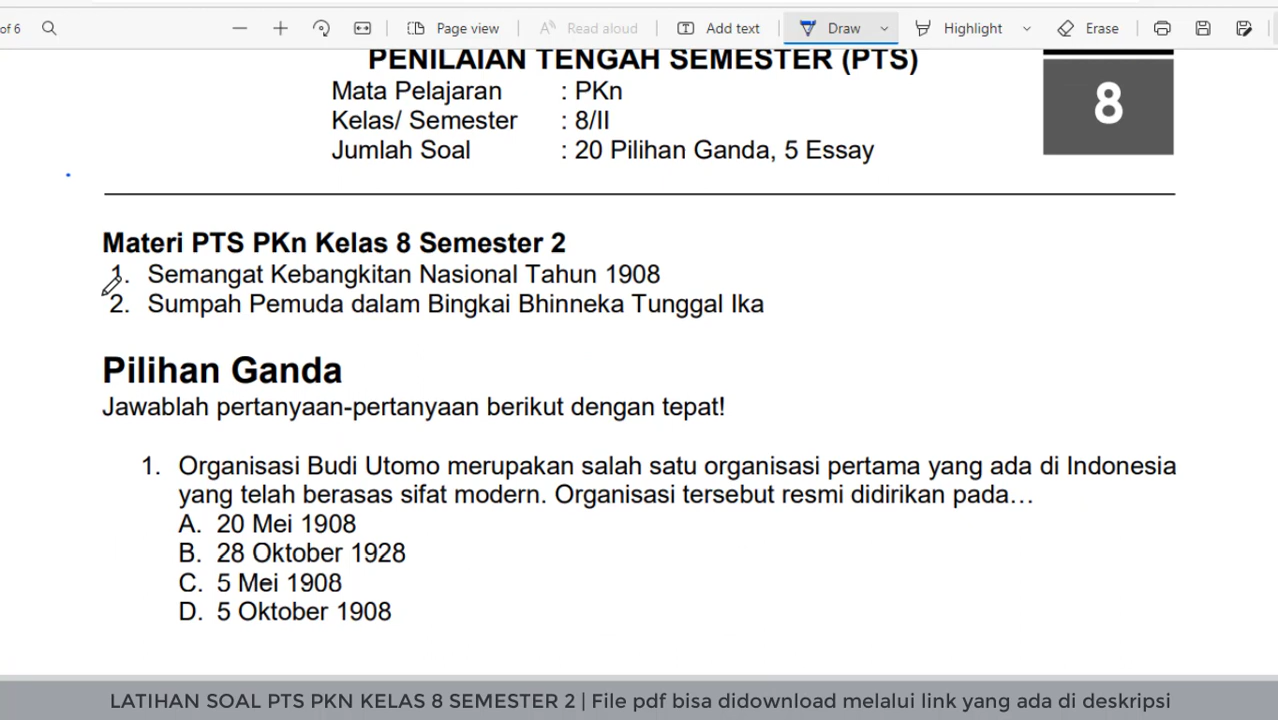 of 6 Page view Read aloud Add text Draw Highlight Erase
PENILAIAN TENGAH SEMESTER (PTS)
Mata Pelajaran : PKn
Kelas/ Semester : 8/II
Jumlah Soal : 20 Pilihan Ganda, 5 Essay
8
Materi PTS PKn Kelas 8 Semester 2
1. Semangat Kebangkitan Nasional Tahun 1908
2. Sumpah Pemuda dalam Bingkai Bhinneka Tunggal Ika
Pilihan Ganda
Jawablah pertanyaan-pertanyaan berikut dengan tepat!
1. Organisasi Budi Utomo merupakan salah satu organisasi pertama yang ada di Indonesia
yang telah berasas sifat modern. Organisasi tersebut resmi didirikan pada…
A. 20 Mei 1908
B. 28 Oktober 1928
C. 5 Mei 1908
D. 5 Oktober 1908
LATIHAN SOAL PTS PKN KELAS 8 SEMESTER 2 | File pdf bisa didownload melalui link yang ada di deskripsi